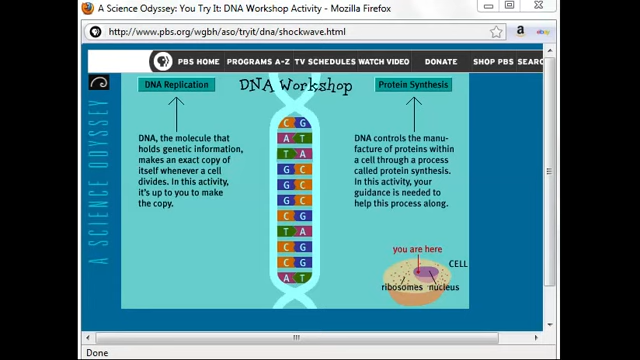 A Science Odyssey: You Try It: DNA Workshop Activity - Mozilla Firefox
http://www.pbs.org/wgbh/aso/tryit/dna/shockwave.html
a ebay
PBS HOME PROGRAMS A-Z TV SCHEDULES WATCH VIDEO DONATE SHOP PBS SEARC
A SCIENCE ODYSSEY
DNA Replication
DNA Workshop
Protein Synthesis
DNA, the molecule that
holds genetic information,
makes an exact copy of
itself whenever a cell
divides. In this activity,
it's up to you to make
the copy.
C G
A T
T A
G C
G C
G C
C G
T A
C G
C G
A T
DNA controls the manu-
facture of proteins within
a cell through a process
called protein synthesis.
In this activity, your
guidance is needed to
help this process along.
you are here
CELL
ribosomes nucleus
Done